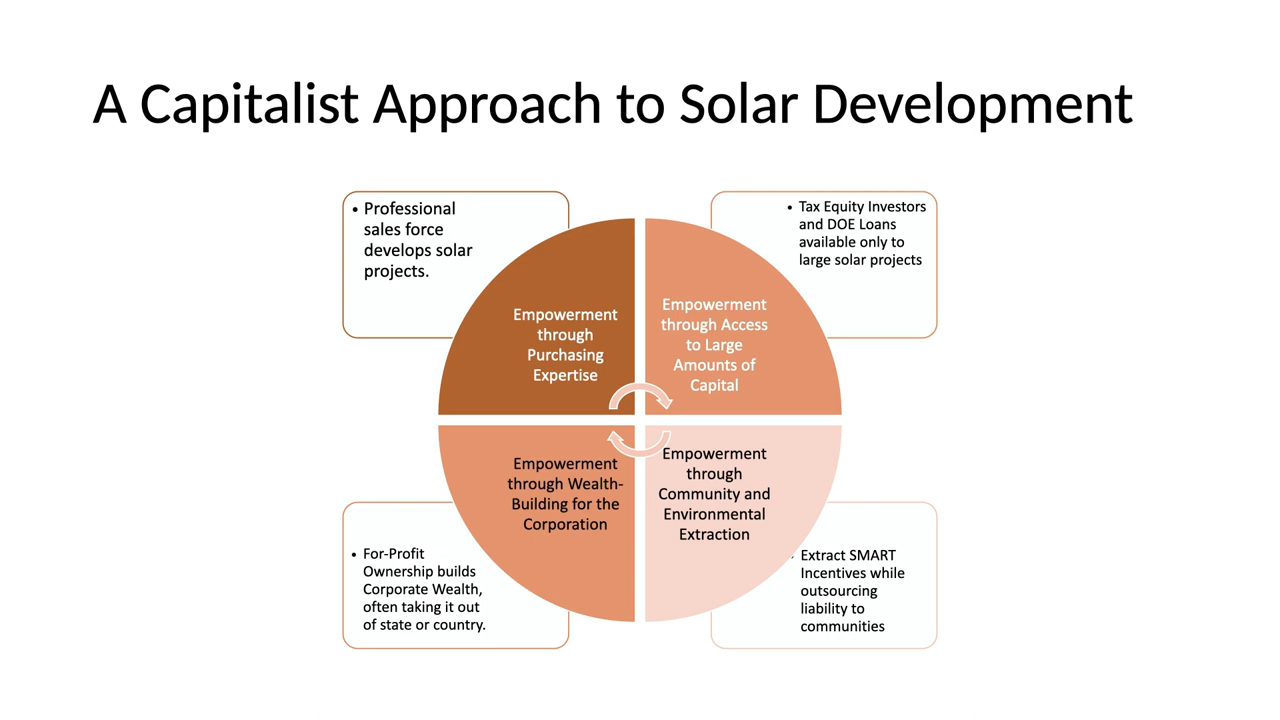 A Capitalist Approach to Solar Development
• Professional
sales force
develops solar
projects.
• Tax Equity Investors
and DOE Loans
available only to
large solar projects
Empowerment
through
Purchasing
Expertise
Empowerment
through Access
to Large
Amounts of
Capital
Empowerment
through Wealth-
Building for the
Corporation
Empowerment
through
Community and
Environmental
Extraction
• For-Profit
Ownership builds
Corporate Wealth,
often taking it out
of state or country.
• Extract SMART
Incentives while
outsourcing
liability to
communities